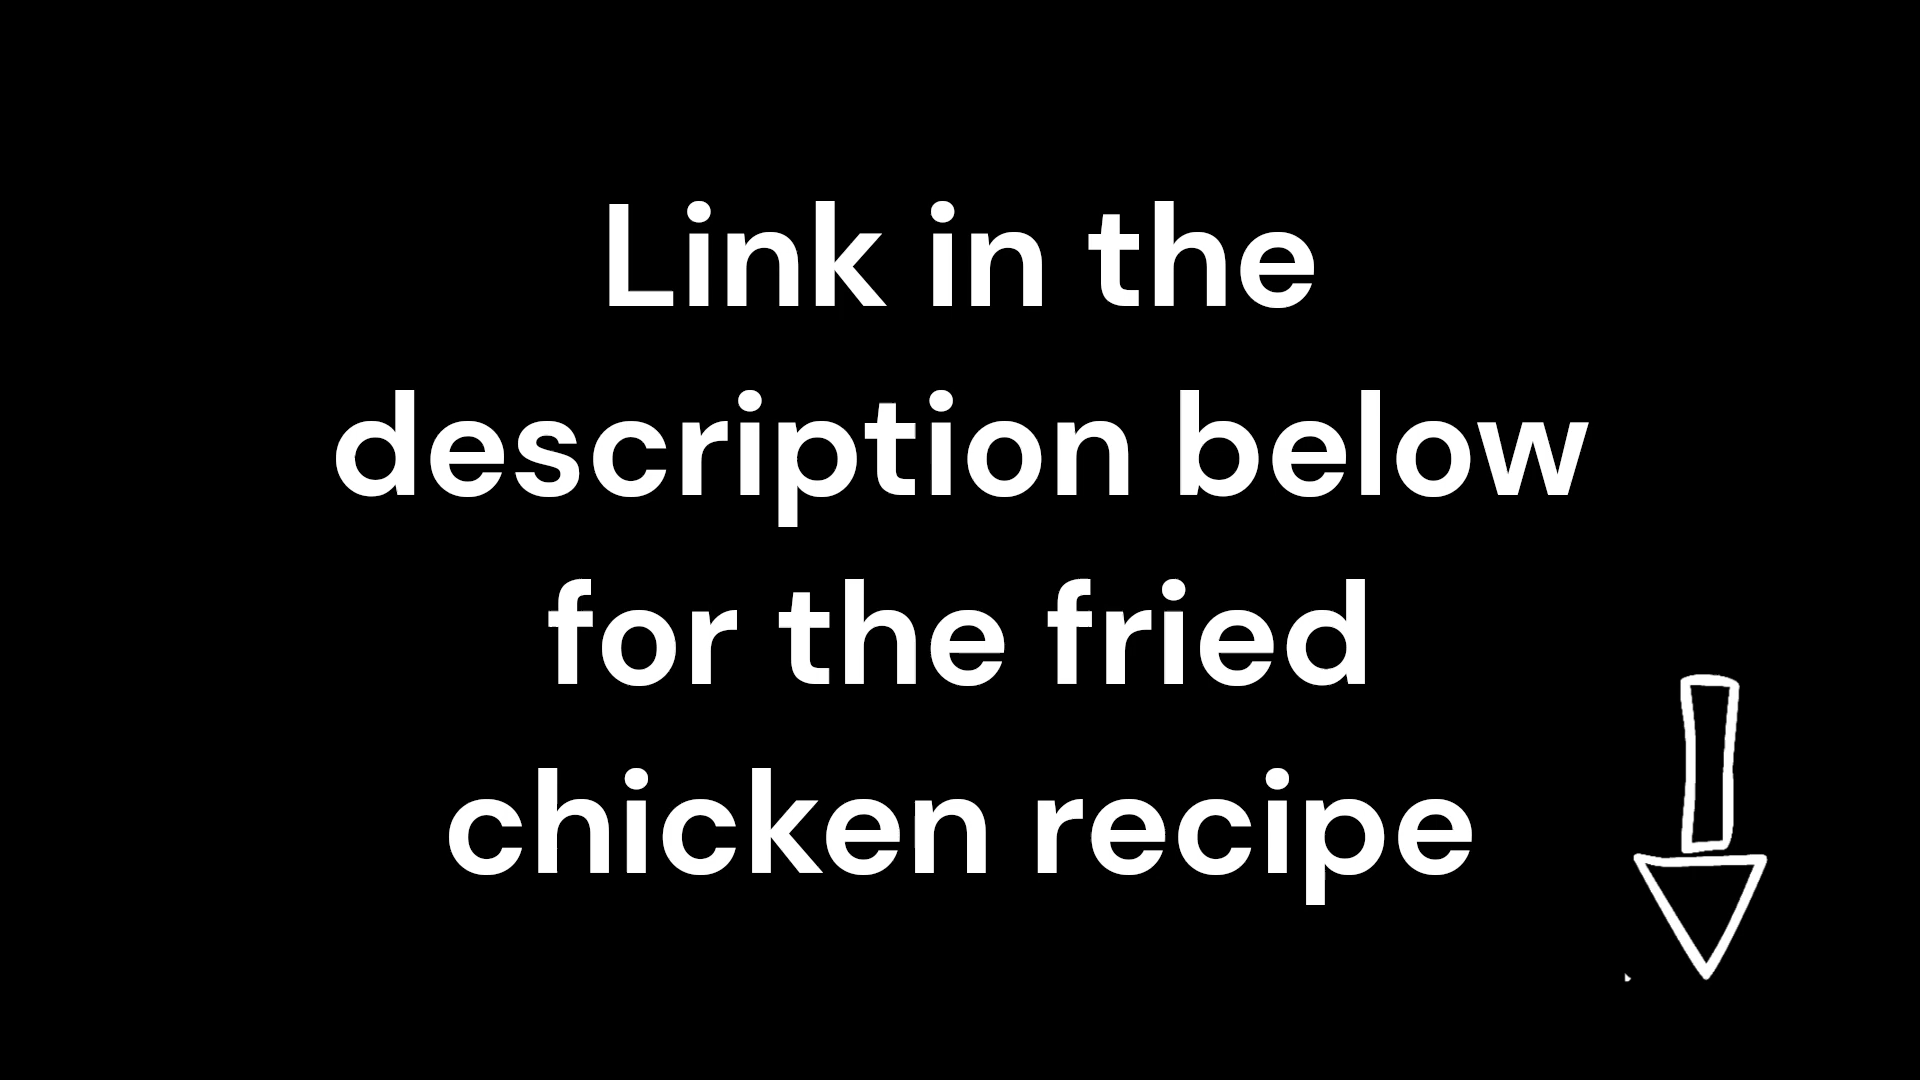 Link in the
description below
for the fried
chicken recipe